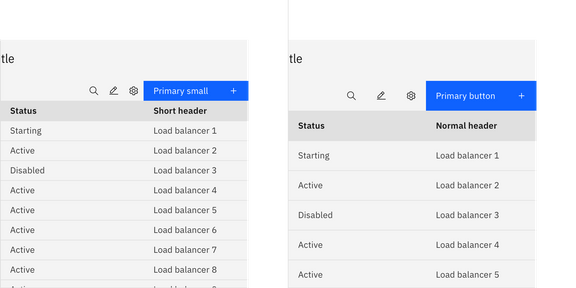 tle
Primary small +
Status Short header
Starting Load balancer 1
Active Load balancer 2
Disabled Load balancer 3
Active Load balancer 4
Active Load balancer 5
Active Load balancer 6
Active Load balancer 7
Active Load balancer 8
tle
Primary button +
Status Normal header
Starting Load balancer 1
Active Load balancer 2
Disabled Load balancer 3
Active Load balancer 4
Active Load balancer 5